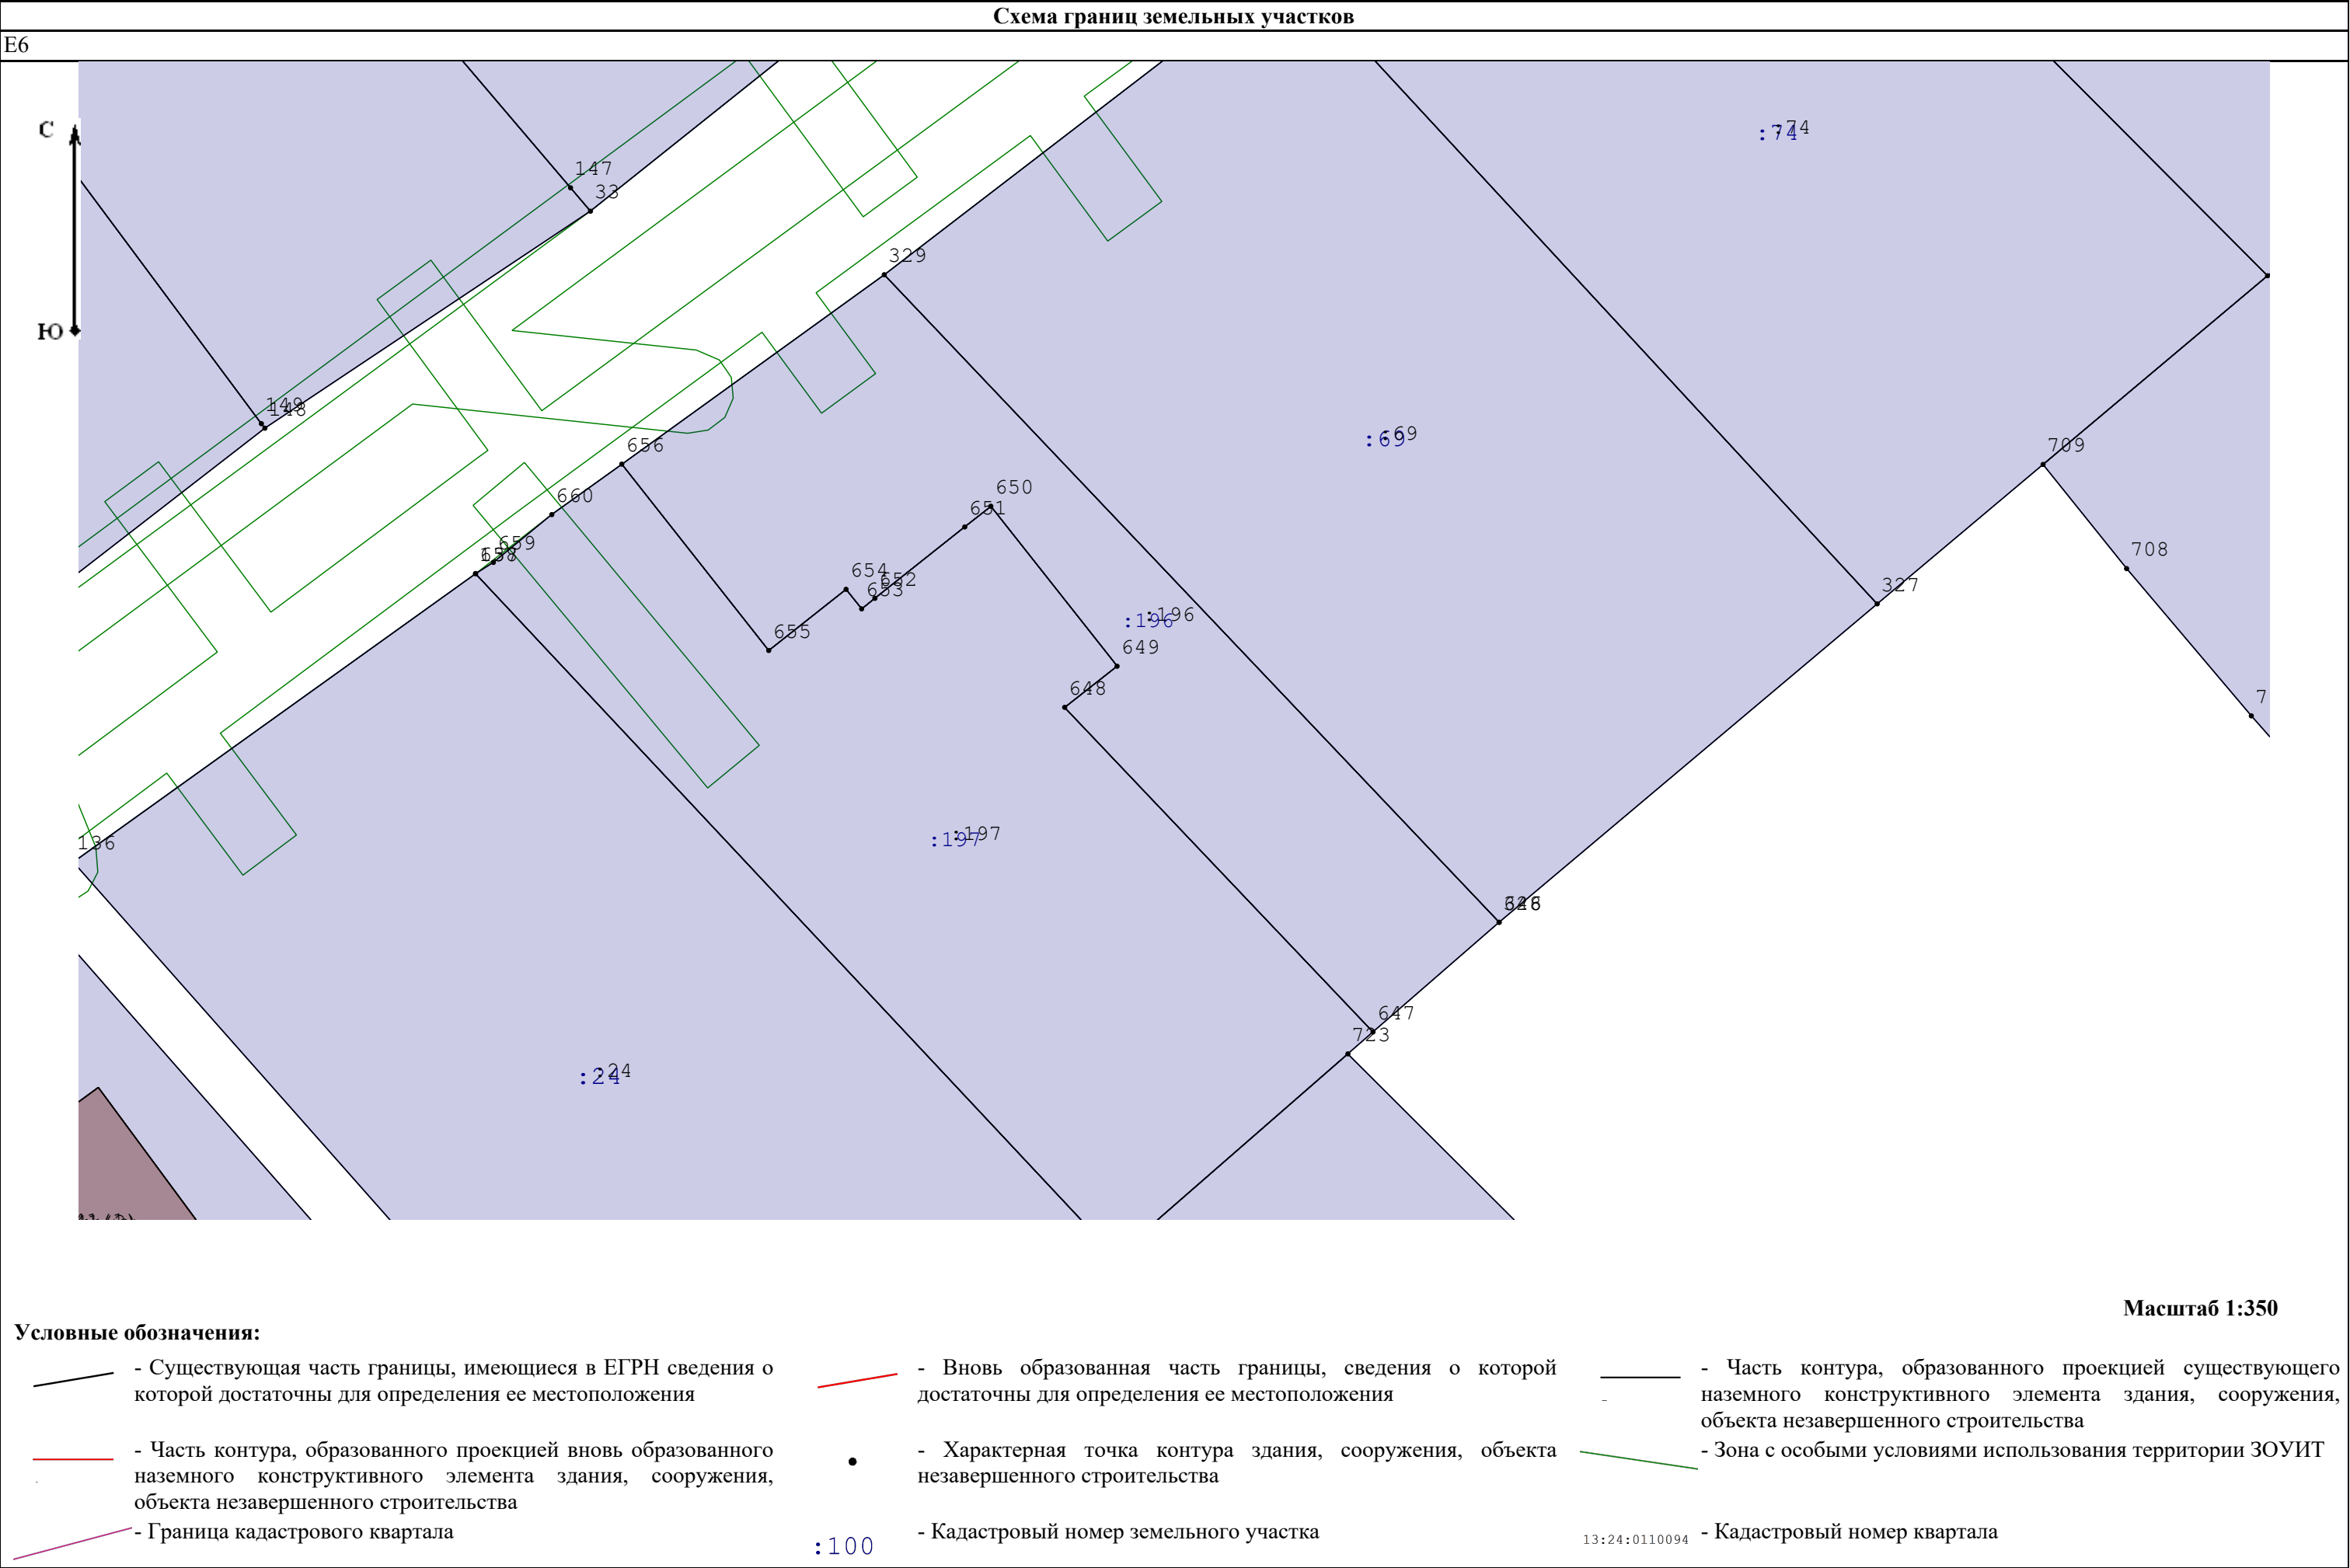 Схема границ земельных участков
Е6
С
Ю
:74 :74
147
33
329
149
148
:69 :69
656
709
650
660
651
659
708
654
652
327
653
:196 :196
655
649
648
7
:197 :197
136
647
723
:24 :24
Масштаб 1:350
Условные обозначения:
- Существующая часть границы, имеющиеся в ЕГРН сведения о
которой достаточны для определения ее местоположения
- Вновь образованная часть границы, сведения о которой
достаточны для определения ее местоположения
- Часть контура, образованного проекцией существующего
наземного конструктивного элемента здания, сооружения,
объекта незавершенного строительства
- Часть контура, образованного проекцией вновь образованного
наземного конструктивного элемента здания, сооружения,
объекта незавершенного строительства
- Характерная точка контура здания, сооружения, объекта
незавершенного строительства
- Зона с особыми условиями использования территории ЗОУИТ
- Граница кадастрового квартала
:100 - Кадастровый номер земельного участка
13:24:0110094 - Кадастровый номер квартала